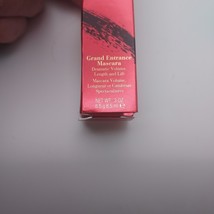 Grand Entrance
Mascara
Dramatic Volume,
Length and Lift
Mascara Volume,
Longueur et Courbure
Spectaculaires
NET WT. .3 OZ.